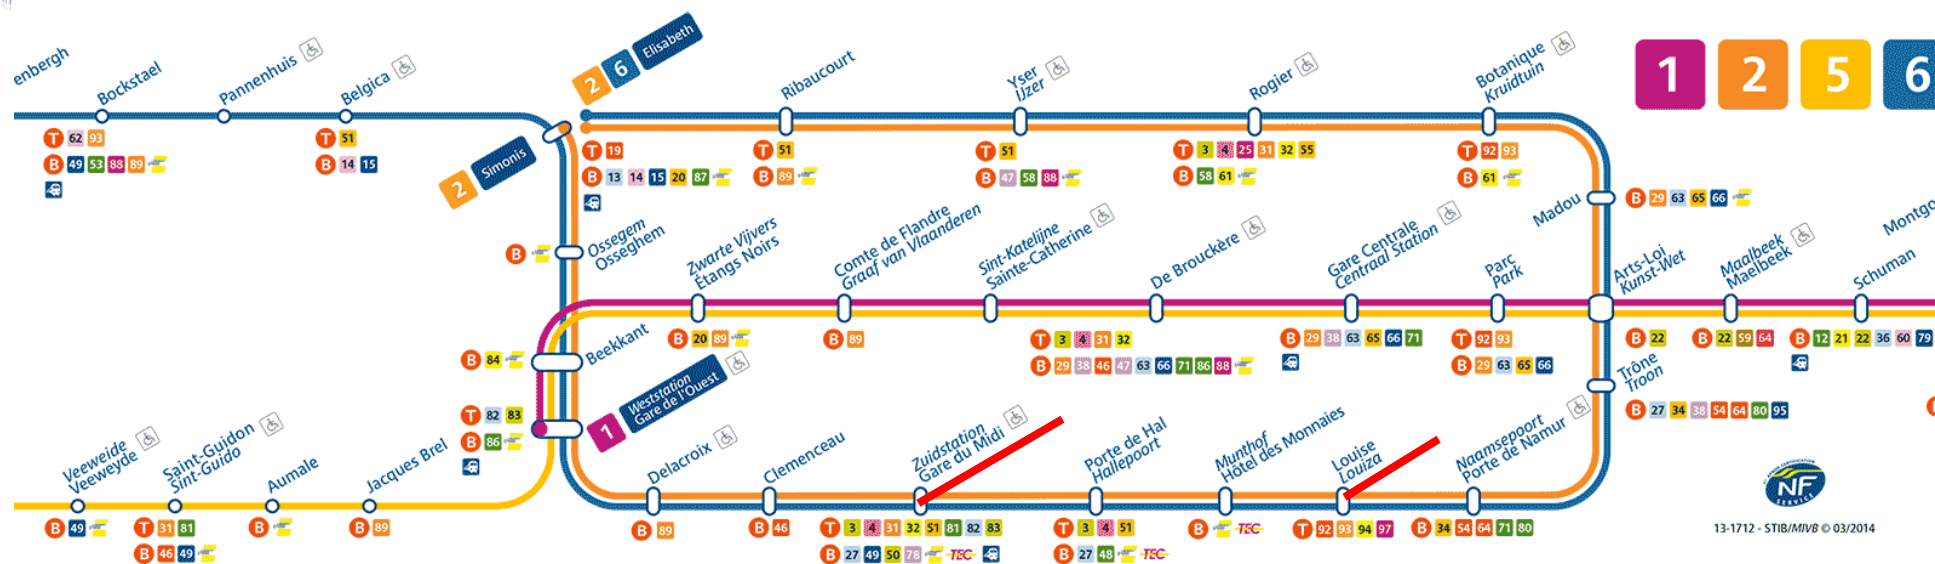 enbergh
Bockstael
Pannenhuis
Belgica
2 6 Elisabeth
Ribaucourt
Yser
IJzer
Rogier
Botanique
Kruidtuin
1 2 5 6
T 62 93
B 49 53 88 89
T 51
B 14 15
2 Simonis
T 19
B 13 14 15 20 87
T 51
B 89
T 51
B 47 58 88
T 3 4 25 31 32 55
B 58 61
T 92 93
B 61
Madou
B 29 63 65 66
B
Ossegem
Osseghem
Zwarte Vijvers
Étangs Noirs
Comte de Flandre
Graaf van Vlaanderen
Sint-Katelijne
Sainte-Catherine
De Brouckère
Gare Centrale
Centraal Station
Parc
Park
Arts-Loi
Kunst-Wet
Maalbeek
Maelbeek
Schuman
Montgo
B 84
Beekkant
B 20 89
B 89
T 3 4 31 32
B 29 38 46 47 63 66 71 86 88
B 29 38 63 65 66 71
T 92 93
B 29 63 65 66
B 22
B 22 59 64
B 12 21 22 36 60 79
T 82 83
B 86
1 Weststation
Gare de l'Ouest
Trône
Troon
B 27 34 38 54 64 80 95
Veeweide
Veeweyde
Saint-Guidon
Sint-Guido
Aumale
Jacques Brel
Delacroix
Clemenceau
Zuidstation
Gare du Midi
Porte de Hal
Hallepoort
Munthof
Hôtel des Monnaies
Louise
Louiza
Naamsepoort
Porte de Namur
B 49
T 31 81
B 46 49
B
B 89
B 89
B 46
T 3 4 31 32 51 81 82 83
B 27 49 50 78 TEC
T 3 4 51
B 27 48 TEC
B TEC
T 92 93 94 97
B 34 54 64 71 80
NF
SERVICE
13-1712 - STIB/MIVB © 03/2014